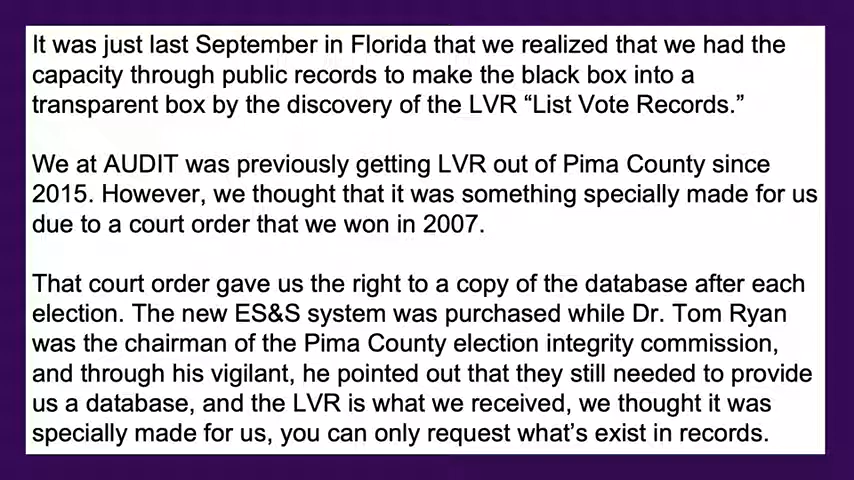 It was just last September in Florida that we realized that we had the
capacity through public records to make the black box into a
transparent box by the discovery of the LVR “List Vote Records.”
We at AUDIT was previously getting LVR out of Pima County since
2015. However, we thought that it was something specially made for us
due to a court order that we won in 2007.
That court order gave us the right to a copy of the database after each
election. The new ES&S system was purchased while Dr. Tom Ryan
was the chairman of the Pima County election integrity commission,
and through his vigilant, he pointed out that they still needed to provide
us a database, and the LVR is what we received, we thought it was
specially made for us, you can only request what’s exist in records.